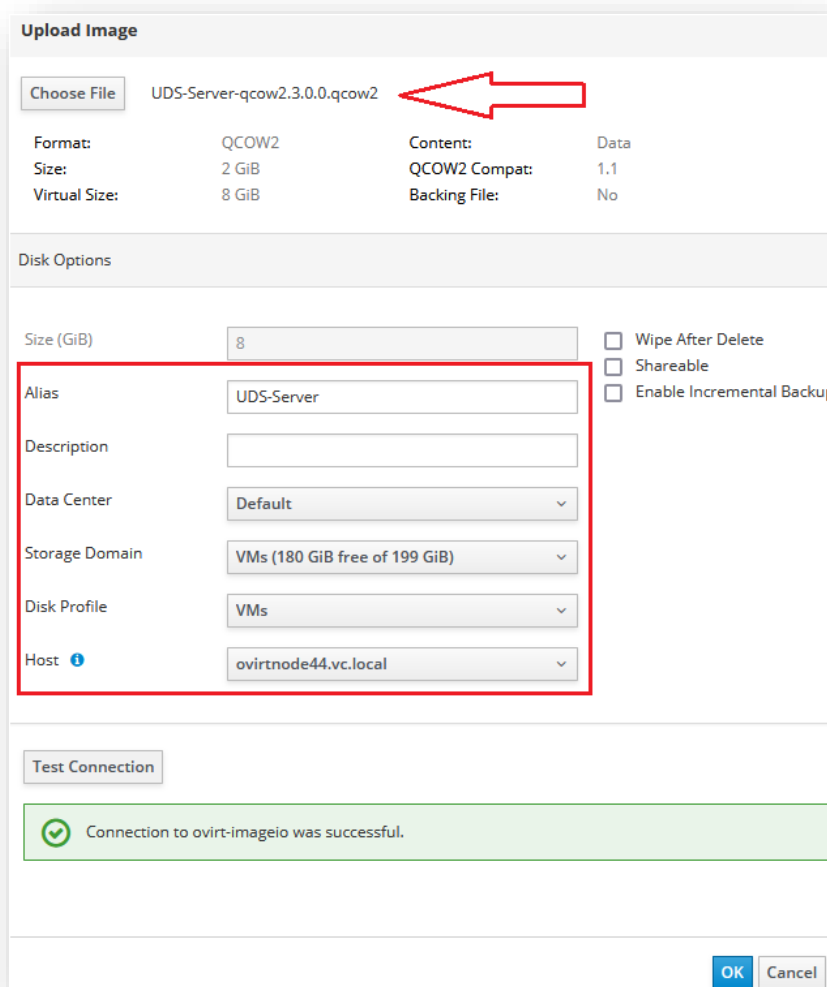 Upload Image
Choose File UDS-Server-qcow2.3.0.0.qcow2
Format: QCOW2 Content: Data
Size: 2 GiB QCOW2 Compat: 1.1
Virtual Size: 8 GiB Backing File: No
Disk Options
Size (GiB) 8 Wipe After Delete
Shareable
Alias UDS-Server Enable Incremental Backup
Description
Data Center Default
Storage Domain VMs (180 GiB free of 199 GiB)
Disk Profile VMs
Host ovirtnode44.vc.local
Test Connection
Connection to ovirt-imageio was successful.
OK Cancel